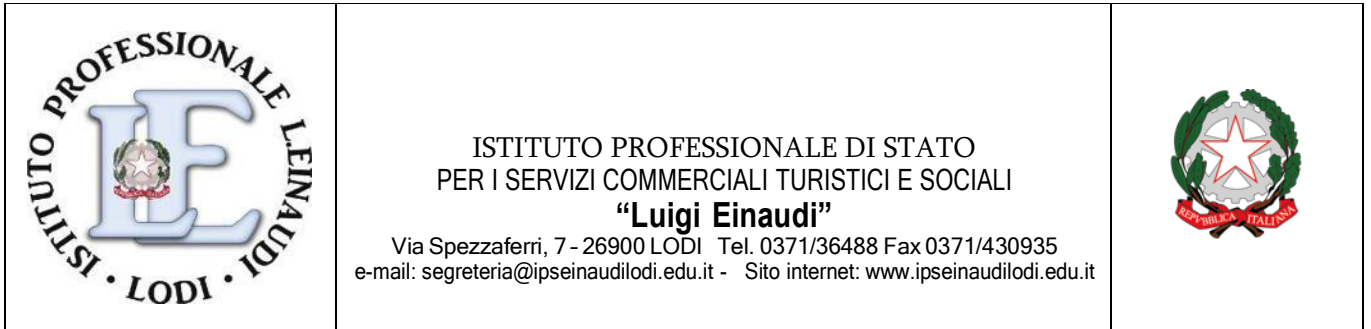 ISTITUTO PROFESSIONALE L.EINAUDI · LODI ·
ISTITUTO PROFESSIONALE DI STATO
PER I SERVIZI COMMERCIALI TURISTICI E SOCIALI
“Luigi Einaudi”
Via Spezzaferri, 7 - 26900 LODI Tel. 0371/36488 Fax 0371/430935
e-mail: segreteria@ipseinaudilodi.edu.it - Sito internet: www.ipseinaudilodi.edu.it
REPVBBLICA ITALIANA